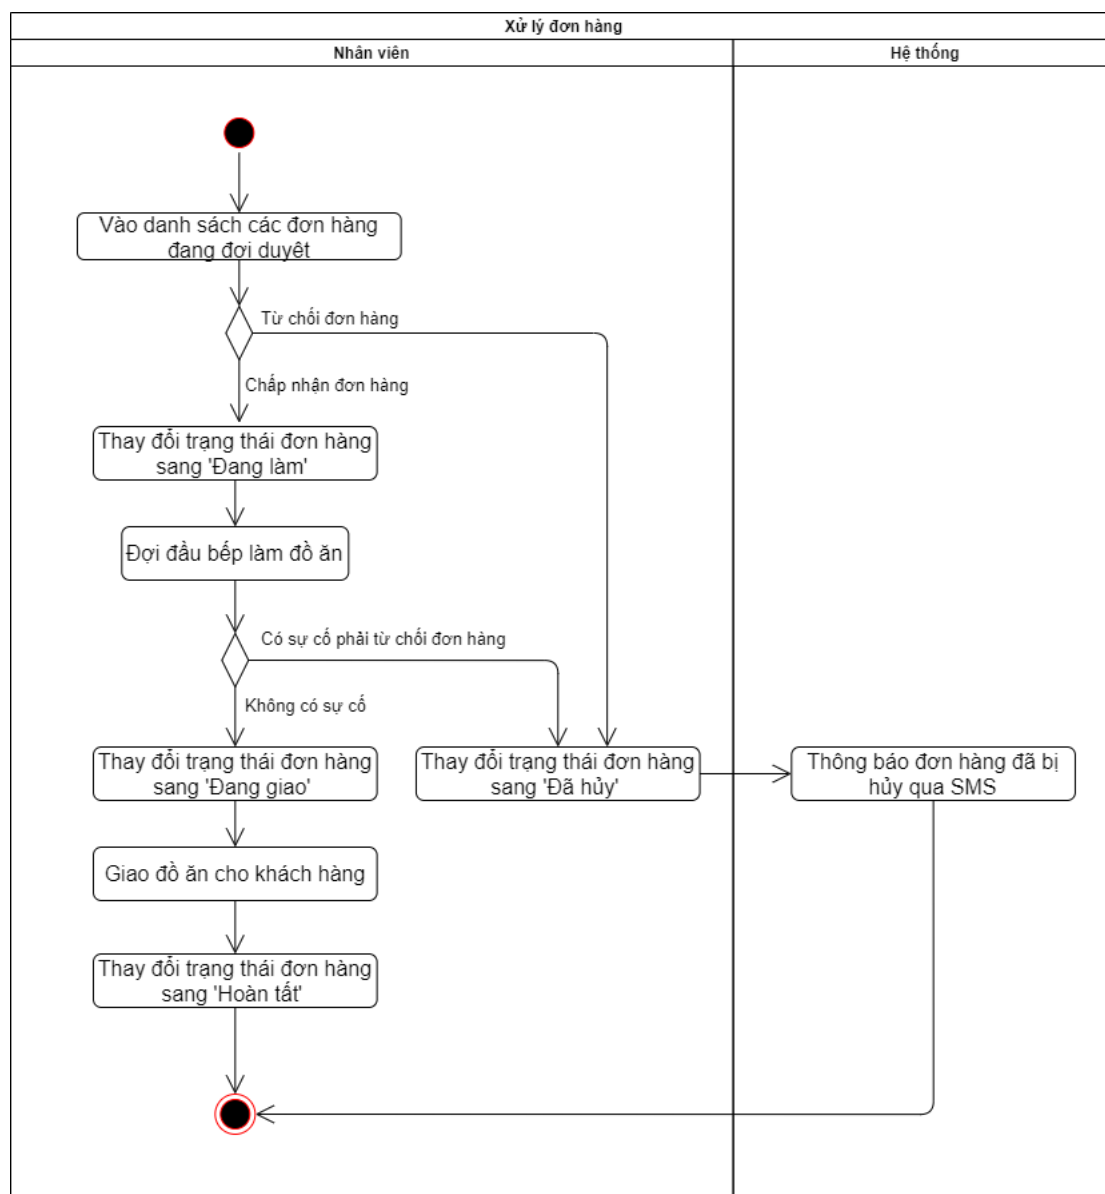 Xử lý đơn hàng
Nhân viên
Hệ thống
Vào danh sách các đơn hàng
đang đợi duyệt
Từ chối đơn hàng
Chấp nhận đơn hàng
Thay đổi trạng thái đơn hàng
sang 'Đang làm'
Đợi đầu bếp làm đồ ăn
Có sự cố phải từ chối đơn hàng
Không có sự cố
Thay đổi trạng thái đơn hàng
sang 'Đang giao'
Thay đổi trạng thái đơn hàng
sang 'Đã hủy'
Thông báo đơn hàng đã bị
hủy qua SMS
Giao đồ ăn cho khách hàng
Thay đổi trạng thái đơn hàng
sang 'Hoàn tất'